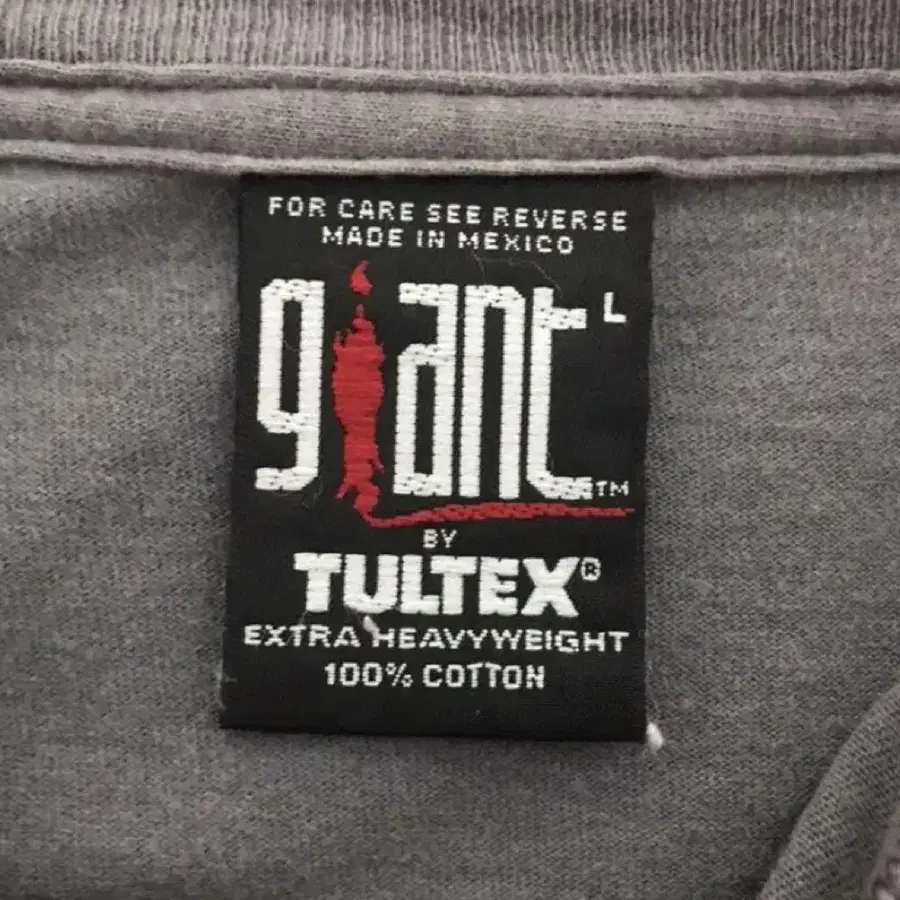 FOR CARE SEE REVERSE
MADE IN MEXICO
giant L
™
BY
TULTEX®
EXTRA HEAVYWEIGHT
100% COTTON